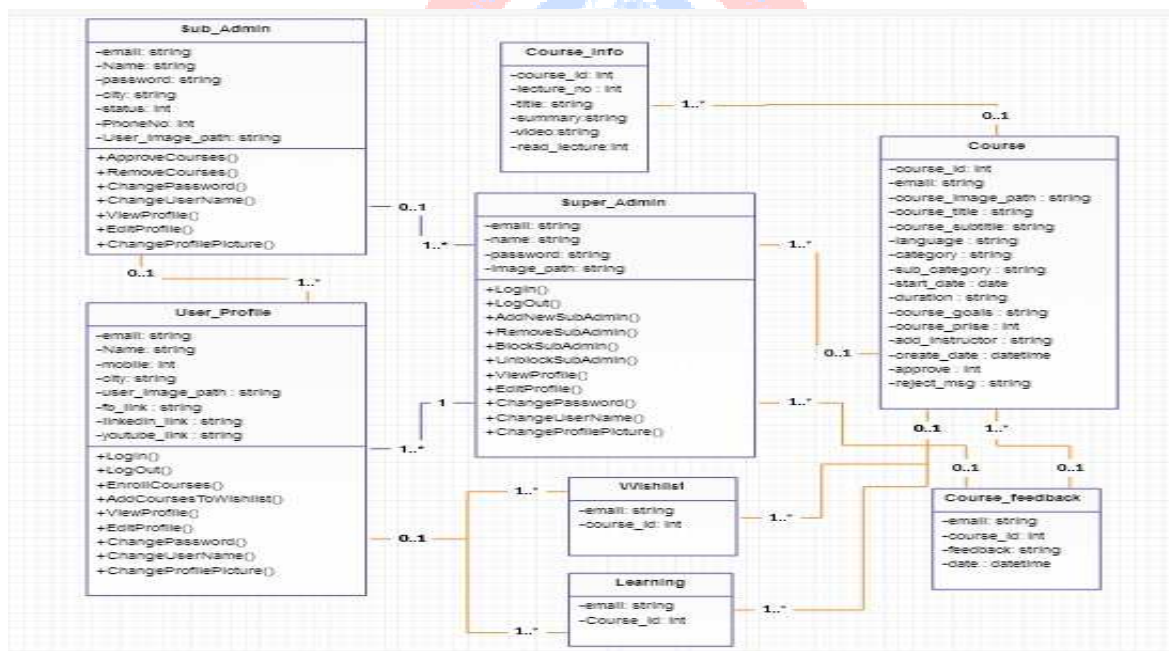 Sub_Admin
-email: string
-Name: string
-password: string
-city: string
-status: int
-PhoneNo: int
-User_image_path: string
+ApproveCourses()
+RemoveCourses()
+ChangePassword()
+ChangeUserName()
+ViewProfile()
+EditProfile()
+ChangeProfilePicture()
0..1
1..*
0..1
1..*
User_Profile
-email: string
-Name: string
-mobile: int
-city: string
-user_image_path : string
-fb_link : string
-linkedin_link : string
-youtube_link : string
+Login()
+LogOut()
+EnrollCourses()
+AddCoursesToWishlist()
+ViewProfile()
+EditProfile()
+ChangePassword()
+ChangeUserName()
+ChangeProfilePicture()
1
1..*
0..1
1..*
1..*
Course_Info
-course_id: int
-lecture_no : int
-title: string
-summary:string
-video:string
-read_lecture:int
1..*
0..1
Super_Admin
-email: string
-name: string
-password: string
-image_path: string
+Login()
+LogOut()
+AddNewSubAdmin()
+RemoveSubAdmin()
+BlockSubAdmin()
+UnblockSubAdmin()
+ViewProfile()
+EditProfile()
+ChangePassword()
+ChangeUserName()
+ChangeProfilePicture()
1..*
0..1
1..*
0..1
Course
-course_id: int
-email: string
-course_image_path : string
-course_title : string
-course_subtitle: string
-language : string
-category : string
-sub_category : string
-start_date : date
-duration : string
-course_goals : string
-course_prise : int
-add_instructor : string
-create_date : datetime
-approve : int
-reject_msg : string
0..1
1..*
0..1
Wishlist
-email: string
-course_id: int
1..*
Learning
-email: string
-Course_id: int
1..*
Course_feedback
-email: string
-course_id: int
-feedback: string
-date : datetime